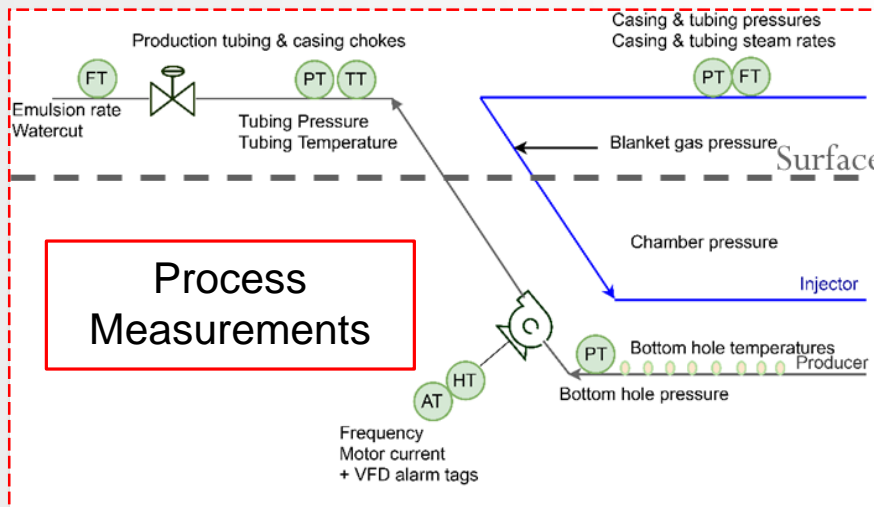 Casing & tubing pressures
Casing & tubing steam rates
Production tubing & casing chokes
FT
PT
TT
PT
FT
Emulsion rate
Watercut
Tubing Pressure
Tubing Temperature
Blanket gas pressure
Surface
Process
Measurements
Chamber pressure
Injector
PT
Bottom hole temperatures
Producer
Bottom hole pressure
HT
AT
Frequency
Motor current
+ VFD alarm tags